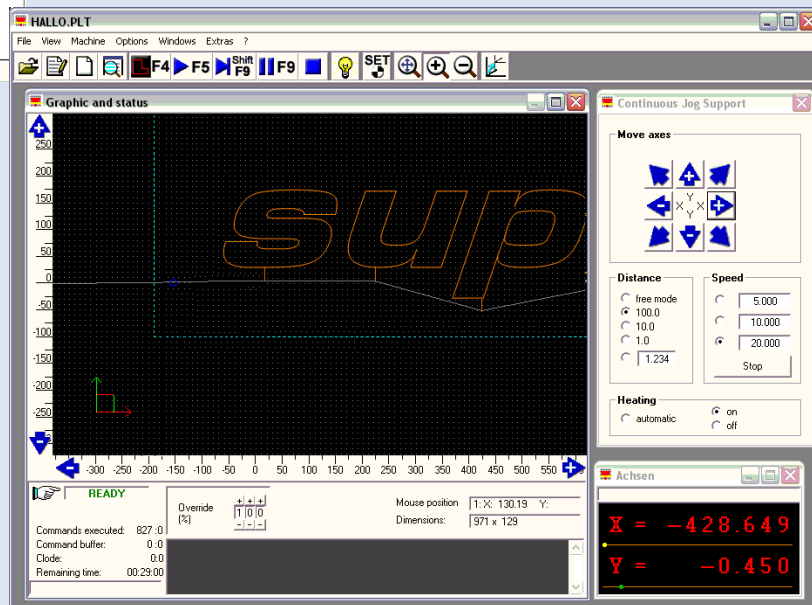 HALLO.PLT
File View Machine Options Windows Extras ?
F4 F5 Shift F9 F9 SET
Graphic and status
250
200
150
100
50
0
-50
-100
-150
-200
-250
sup
-300 -250 -200 -150 -100 -50 0 50 100 150 200 250 300 350 400 450 500 550
READY
Commands executed: 827 :0
Command buffer: 0 :0
Clode: 0:0
Remaining time: 00:29:00
Override
(%)
+ + +
1 0 0
- - -
Mouse position 1: X: 130.19 Y:
Dimensions: 971 x 129
Continuous Jog Support
Move axes
Y
X X
Y
Distance
free mode
100.0
10.0
1.0
1.234
Speed
5.000
10.000
20.000
Stop
Heating
automatic
on
off
Achsen
X = -428.649
Y = -0.450